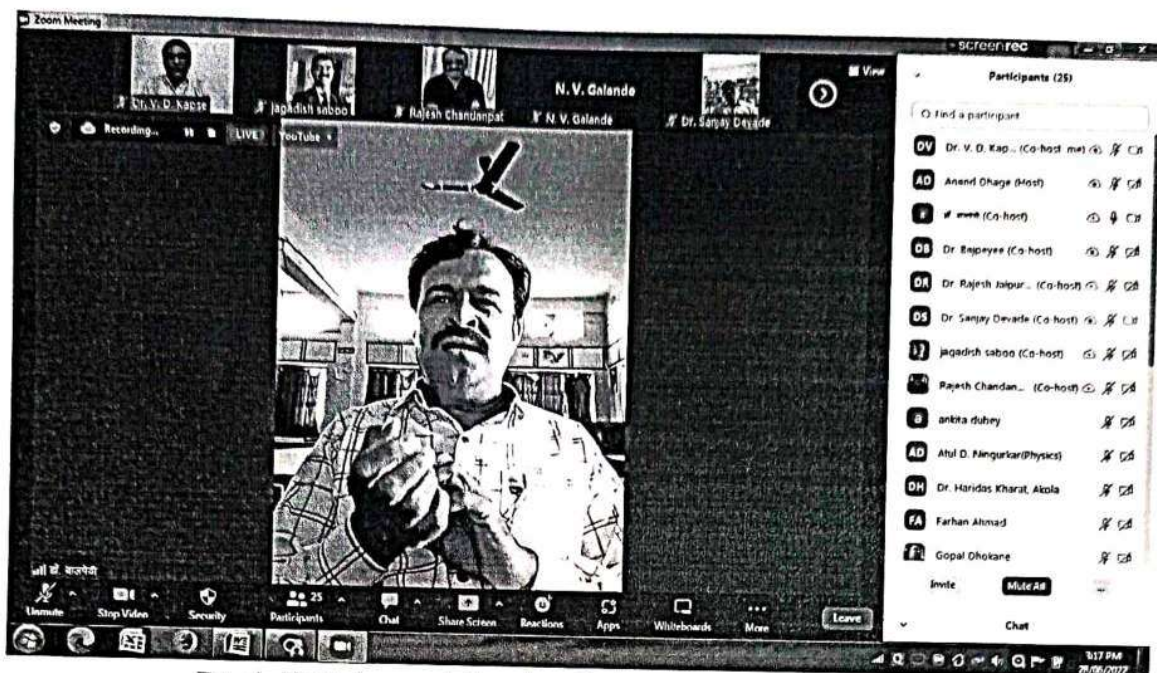 Zoom Meeting
screenrec
Dr. V. D. Kapse
jagadish saboo
Rajesh Chandanpat
N. V. Galande
N. V. Galande
Dr. Sanjay Devade
View
Recording...
LIVE
YouTube
डॉ. बाजपेयी
Unmute
Stop Video
Security
25
Participants
Chat
Share Screen
Reactions
Apps
Whiteboards
More
Leave
Participants (25)
Find a participant
DV Dr. V. D. Kap... (Co-host, me)
AD Anand Dhage (Host)
(Co-host)
DB Dr. Bajpeyee (Co-host)
DR Dr. Rajesh Jaipur... (Co-host)
DS Dr. Sanjay Devade (Co-host)
jagadish saboo (Co-host)
Rajesh Chandan... (Co-host)
a ankita dubey
AD Atul D. Ningurkar(Physics)
DH Dr. Haridas Kharat, Akola
FA Farhan Ahmad
Gopal Dhokane
Invite
Mute All
Chat
3:17 PM